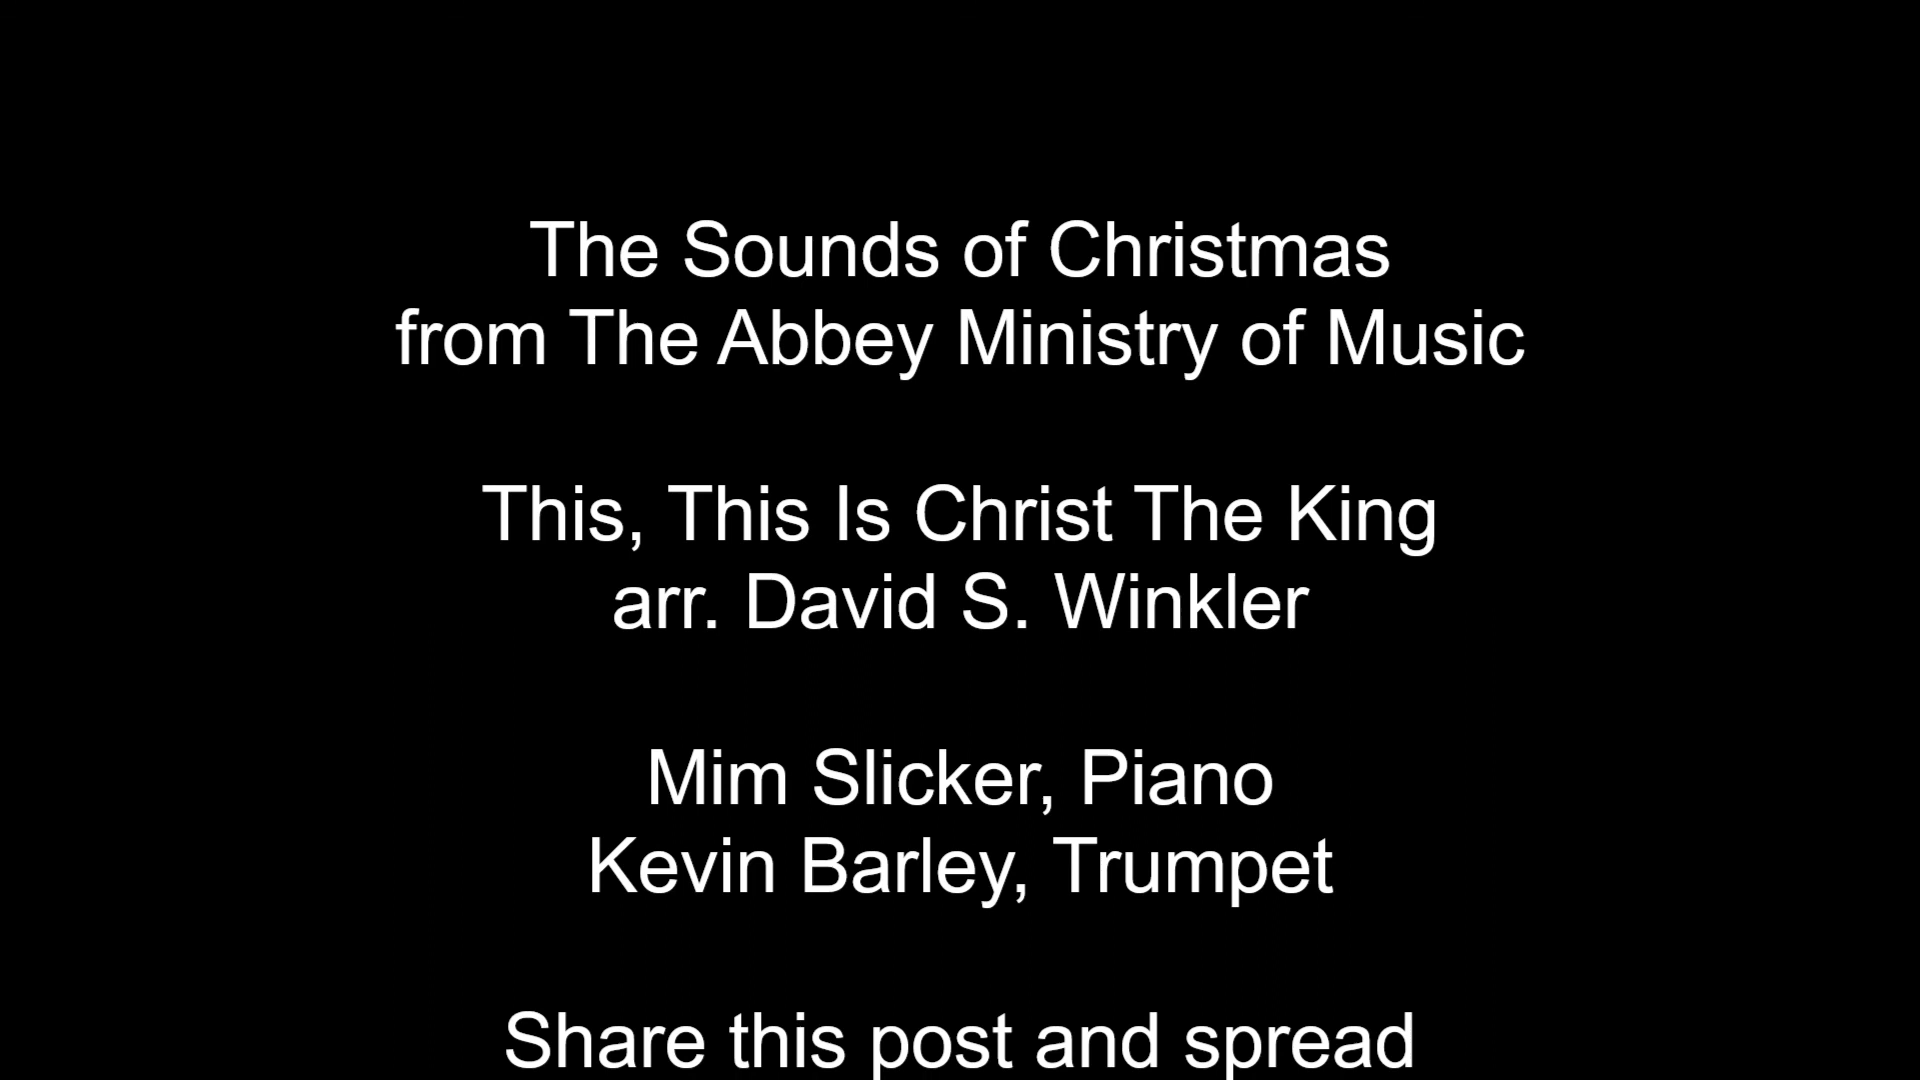 The Sounds of Christmas
from The Abbey Ministry of Music
This, This Is Christ The King
arr. David S. Winkler
Mim Slicker, Piano
Kevin Barley, Trumpet
Share this post and spread